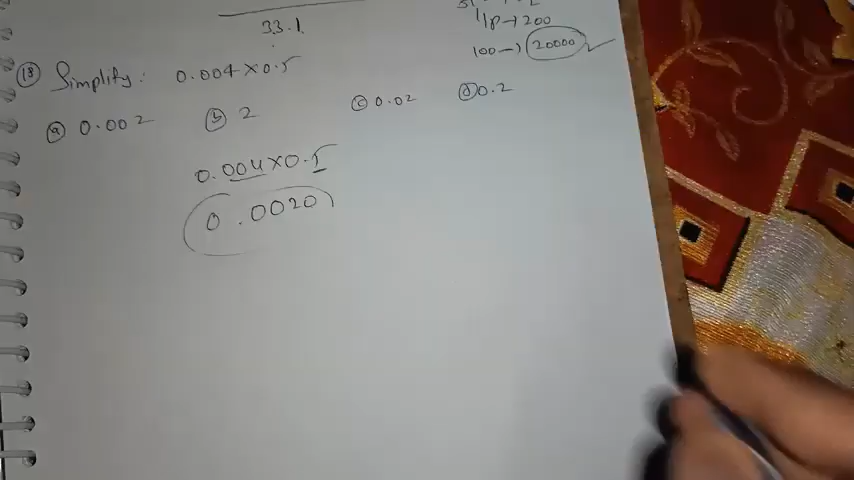 33.1
11p → 200
100 → 20000
18 Simplify: 0.004 × 0.5
a 0.002 b 2 c 0.02 d 0.2
0.004 × 0.5
0.0020